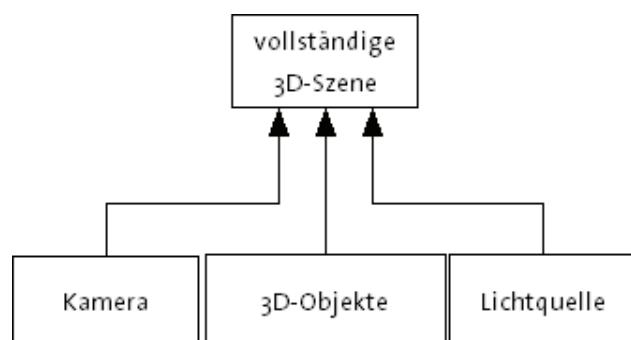 vollständige
3D-Szene
Kamera
3D-Objekte
Lichtquelle